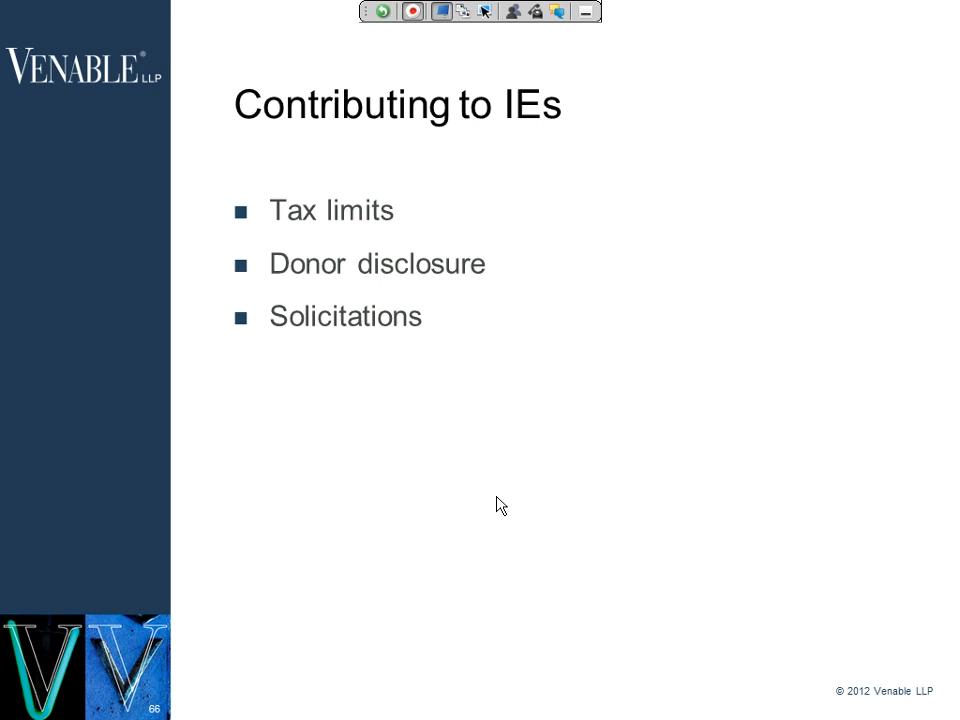 VENABLE® LLP
Contributing to IEs
Tax limits
Donor disclosure
Solicitations
66
© 2012 Venable LLP